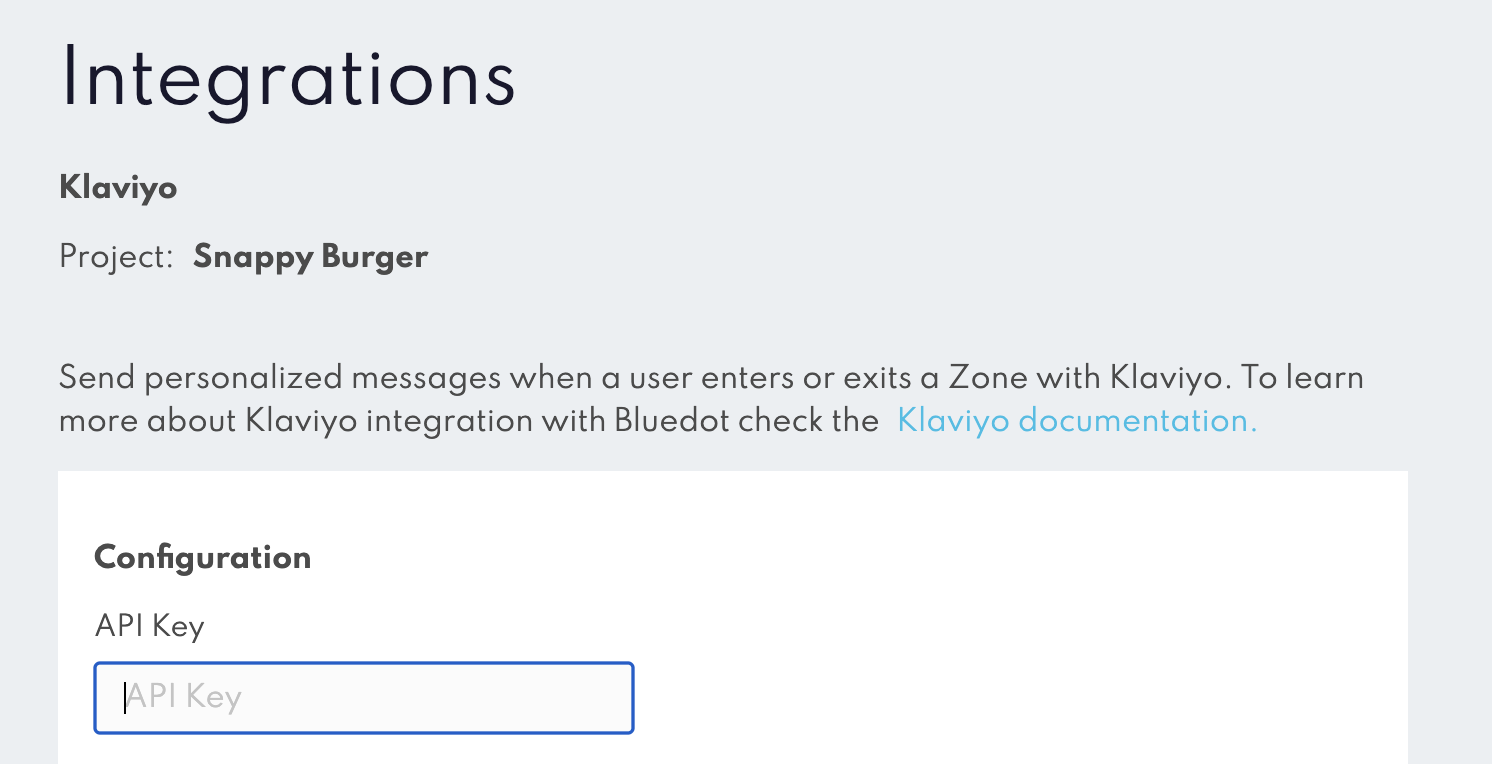 Integrations
Klaviyo
Project: Snappy Burger
Send personalized messages when a user enters or exits a Zone with Klaviyo. To learn
more about Klaviyo integration with Bluedot check the Klaviyo documentation.
Configuration
API Key
API Key